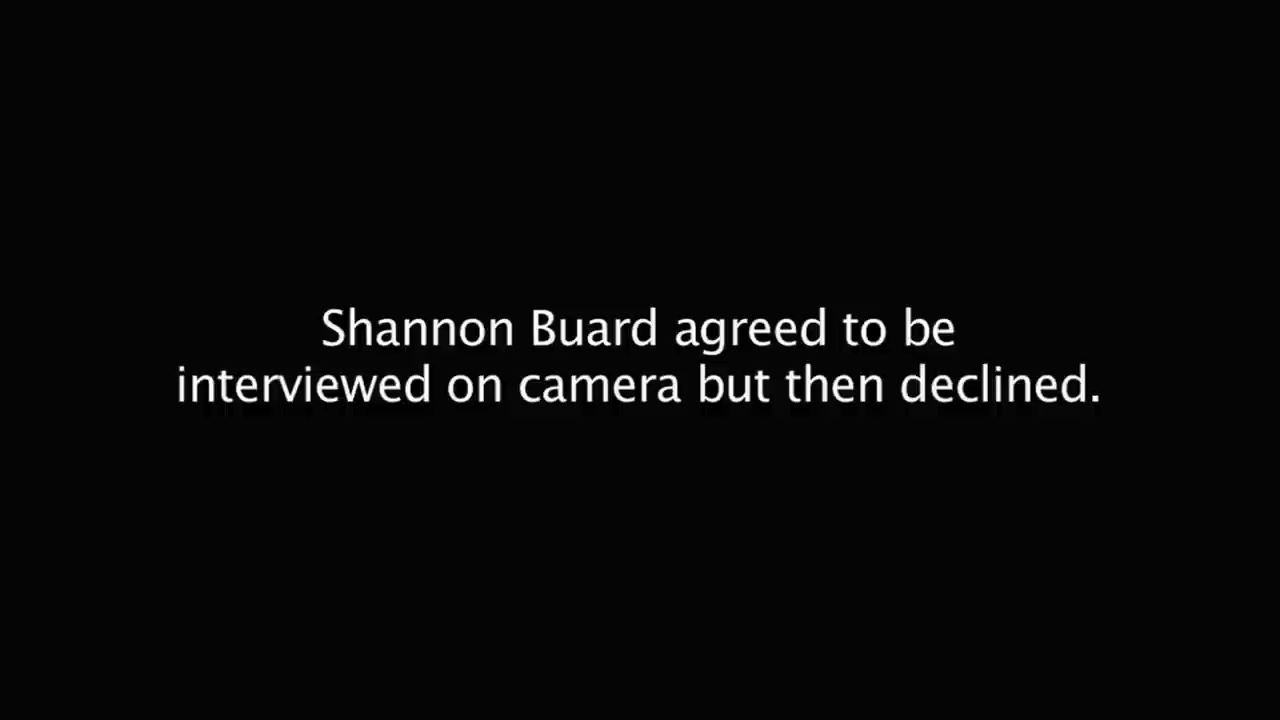 Shannon Buard agreed to be
interviewed on camera but then declined.